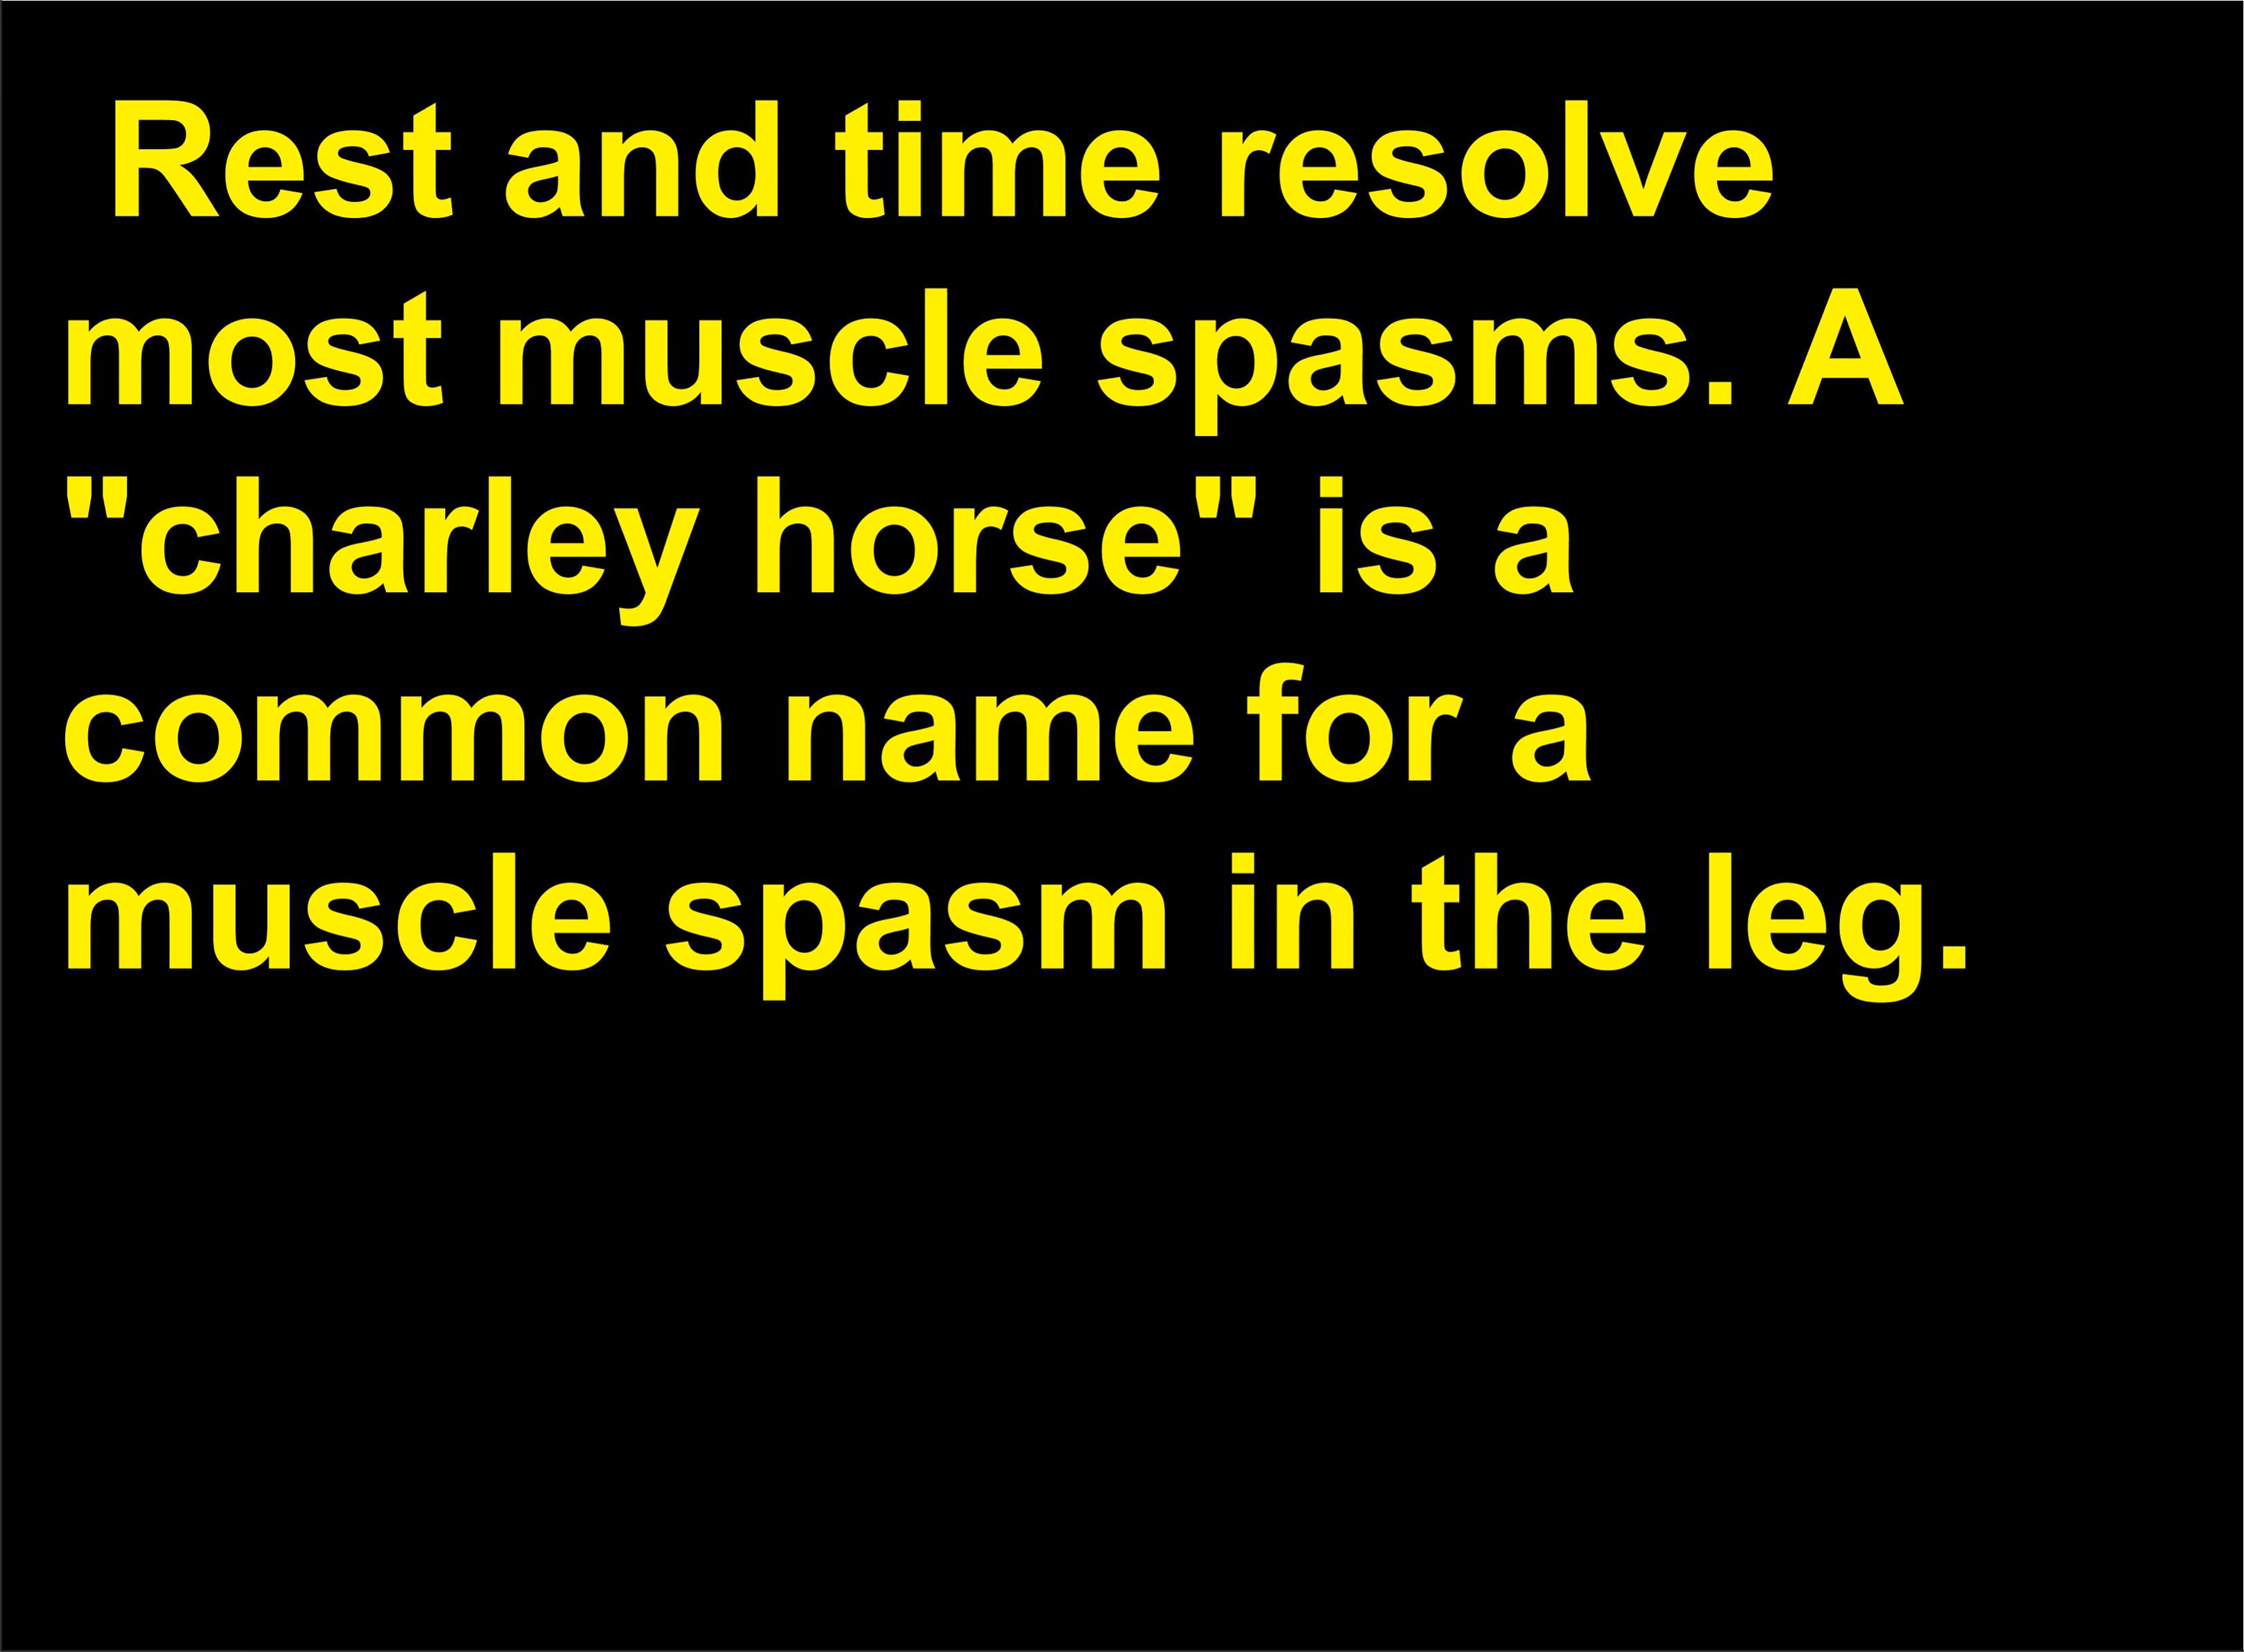 Rest and time resolve
most muscle spasms. A
"charley horse" is a
common name for a
muscle spasm in the leg.